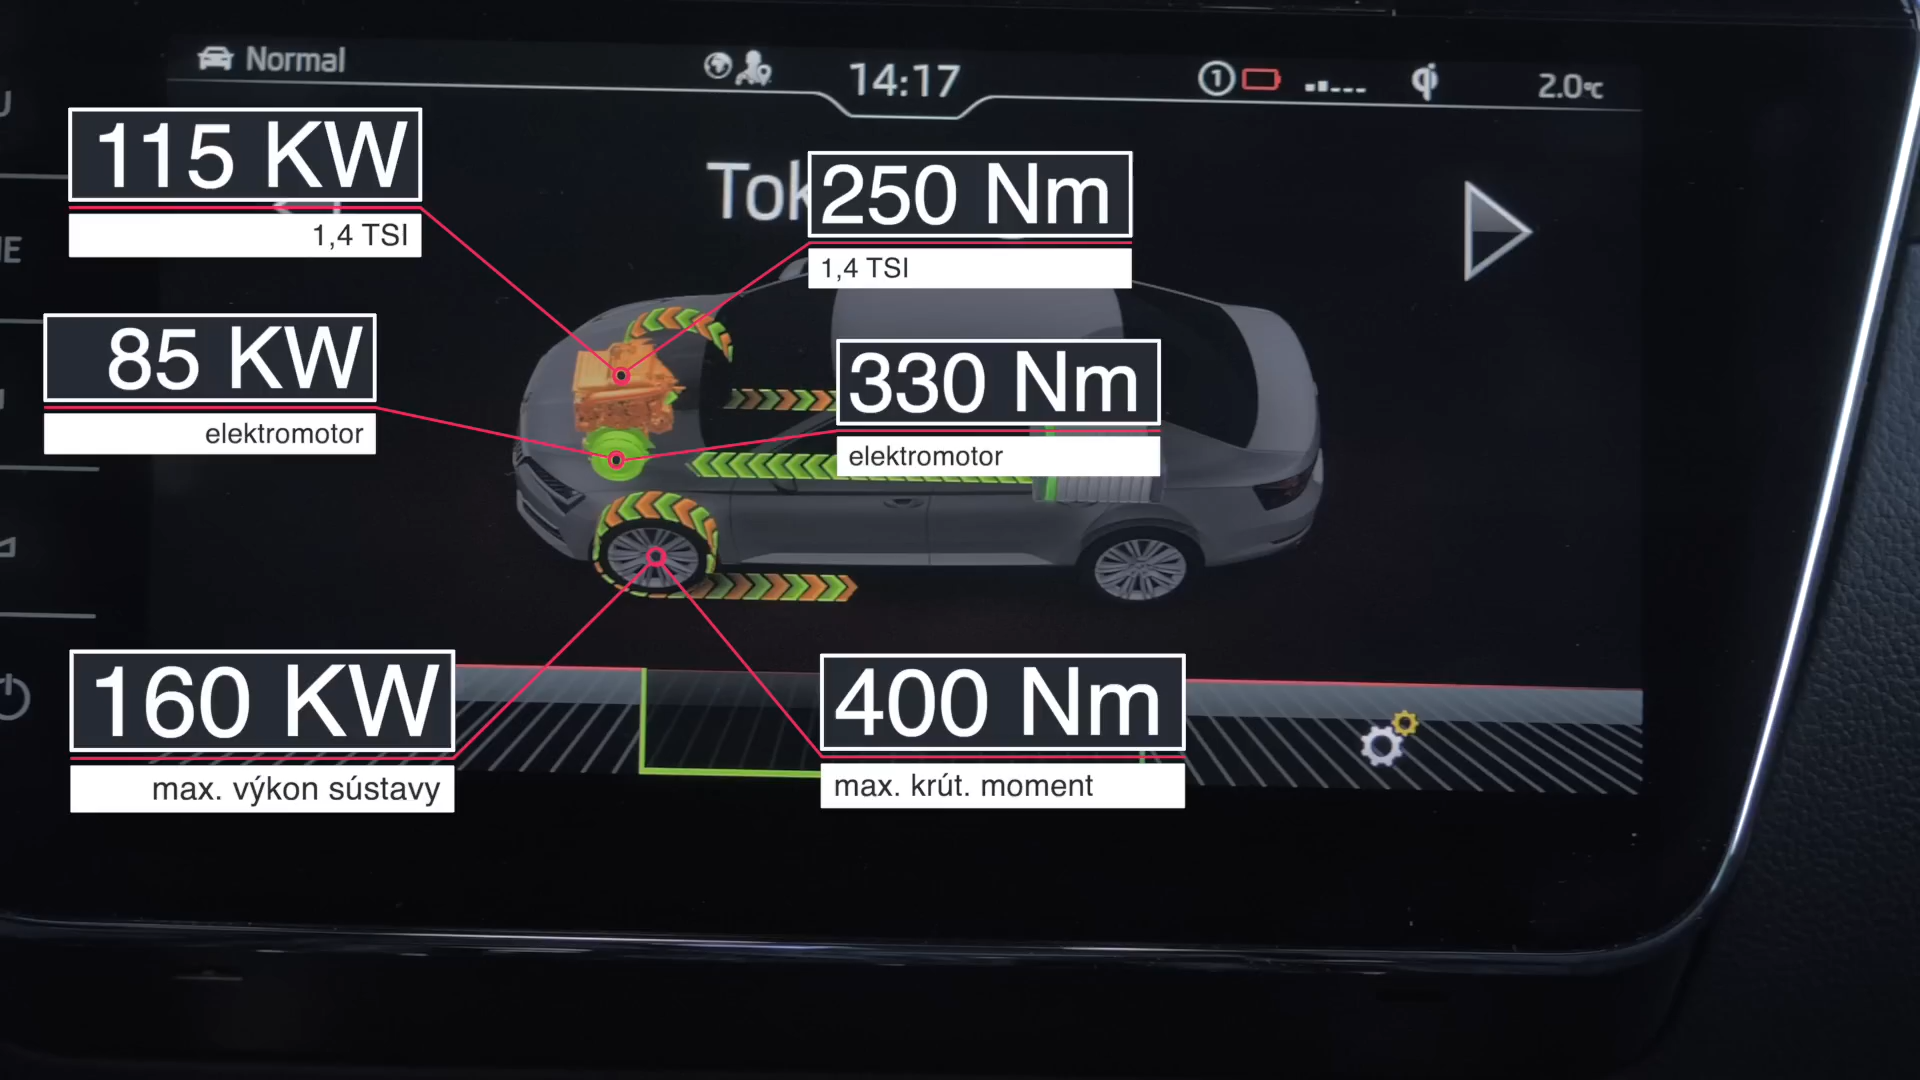 Normal
14:17
1
2.0°C
115 KW
1,4 TSI
Tok
250 Nm
1,4 TSI
85 KW
elektromotor
330 Nm
elektromotor
160 KW
max. výkon sústavy
400 Nm
max. krút. moment